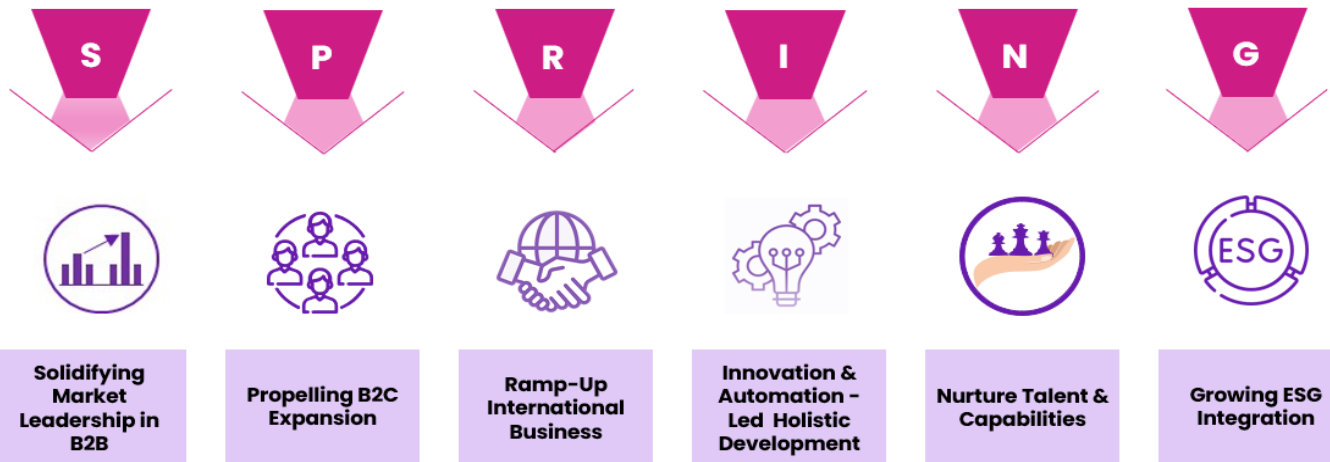 S
P
R
I
N
G
ESG
Solidifying
Market
Leadership in
B2B
Propelling B2C
Expansion
Ramp-Up
International
Business
Innovation &
Automation -
Led Holistic
Development
Nurture Talent &
Capabilities
Growing ESG
Integration